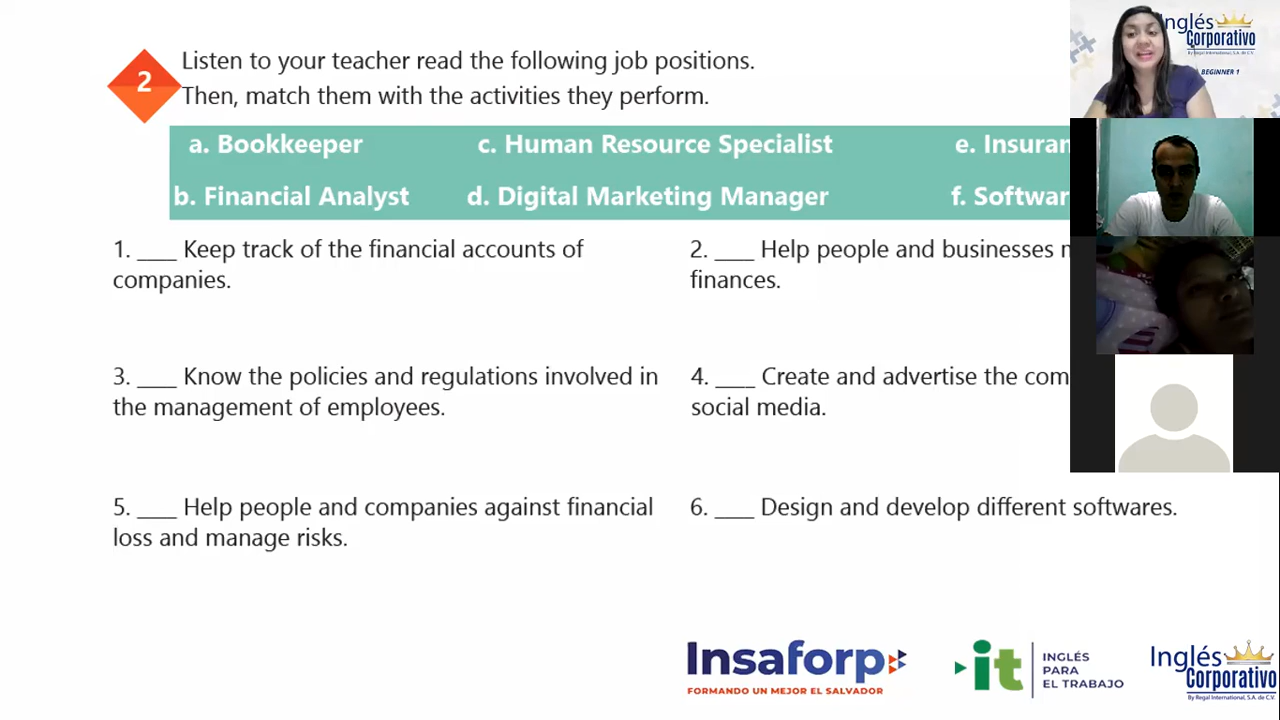 2
Listen to your teacher read the following job positions.
Then, match them with the activities they perform.
a. Bookkeeper
c. Human Resource Specialist
e. Insuran
b. Financial Analyst
d. Digital Marketing Manager
f. Softwar
1. ___ Keep track of the financial accounts of
companies.
2. ___ Help people and businesses
finances.
3. ___ Know the policies and regulations involved in
the management of employees.
4. ___ Create and advertise the com
social media.
5. ___ Help people and companies against financial
loss and manage risks.
6. ___ Design and develop different softwares.
Inglés
Corporativo
By Regal International, S.A. de C.V.
BEGINNER 1
Insaforp
FORMANDO UN MEJOR EL SALVADOR
it
INGLÉS
PARA
EL TRABAJO
Inglés
Corporativo
By Regal International, S.A. de C.V.